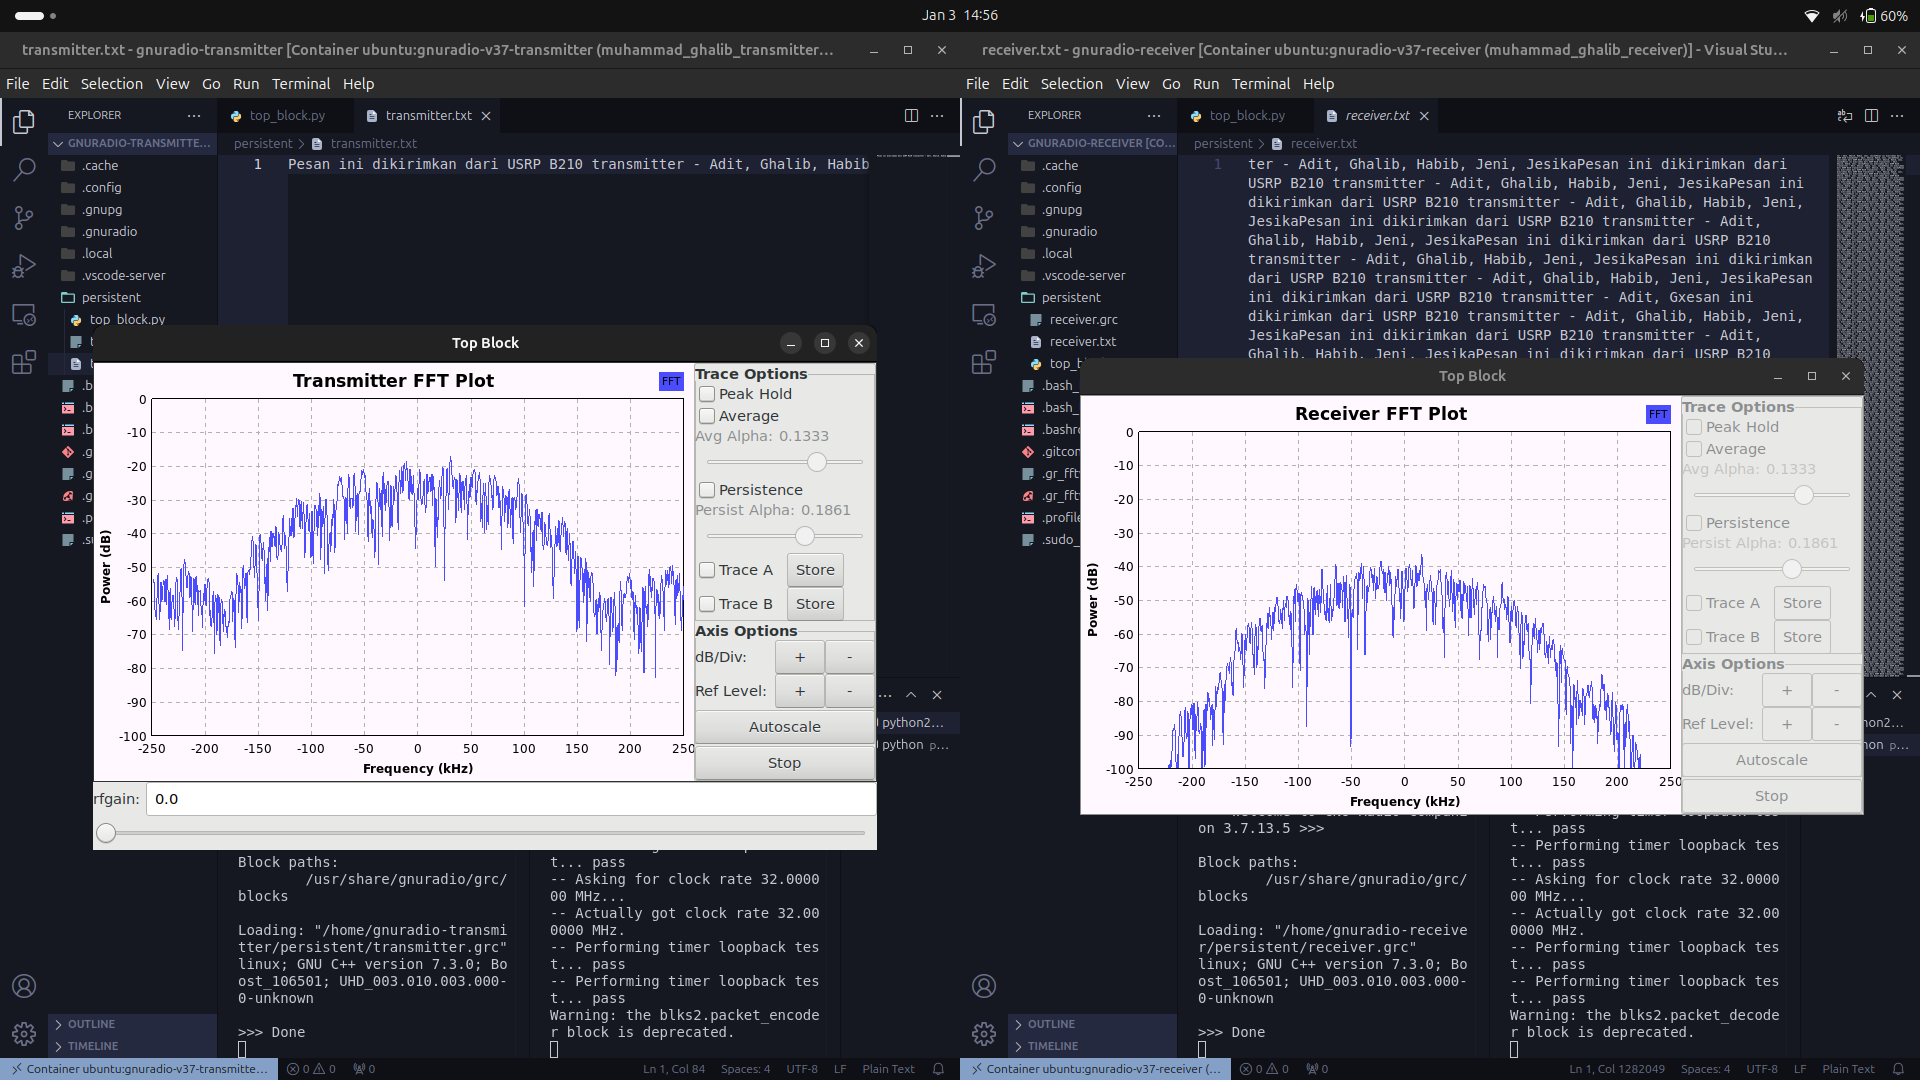 Jan 3 14:56
60%
transmitter.txt - gnuradio-transmitter [Container ubuntu:gnuradio-v37-transmitter (muhammad_ghalib_transmitter...
File Edit Selection View Go Run Terminal Help
EXPLORER
top_block.py
transmitter.txt
GNURADIO-TRANSMITTE...
persistent > transmitter.txt
.cache
.config
.gnupg
.gnuradio
.local
.vscode-server
persistent
top_block.py
1 Pesan ini dikirimkan dari USRP B210 transmitter - Adit, Ghalib, Habib
Top Block
Transmitter FFT Plot
FFT
Power (dB)
0
-10
-20
-30
-40
-50
-60
-70
-80
-90
-100
-250 -200 -150 -100 -50 0 50 100 150 200 250
Frequency (kHz)
Trace Options
Peak Hold
Average
Avg Alpha: 0.1333
Persistence
Persist Alpha: 0.1861
Trace A Store
Trace B Store
Axis Options
dB/Div: + -
Ref Level: + -
Autoscale
Stop
rfgain: 0.0
python2...
python p...
Block paths:
/usr/share/gnuradio/grc/
blocks
Loading: "/home/gnuradio-transmi
tter/persistent/transmitter.grc"
linux; GNU C++ version 7.3.0; Bo
ost_106501; UHD_003.010.003.000-
0-unknown
>>> Done
t... pass
-- Asking for clock rate 32.0000
00 MHz...
-- Actually got clock rate 32.00
0000 MHz.
-- Performing timer loopback tes
t... pass
-- Performing timer loopback tes
t... pass
Warning: the blks2.packet_encode
r block is deprecated.
OUTLINE
TIMELINE
Container ubuntu:gnuradio-v37-transmitte... 0 0 0 Ln 1, Col 84 Spaces: 4 UTF-8 LF Plain Text
receiver.txt - gnuradio-receiver [Container ubuntu:gnuradio-v37-receiver (muhammad_ghalib_receiver)] - Visual Stu...
File Edit Selection View Go Run Terminal Help
EXPLORER
top_block.py
receiver.txt
GNURADIO-RECEIVER [CO...
persistent > receiver.txt
.cache
.config
.gnupg
.gnuradio
.local
.vscode-server
persistent
receiver.grc
receiver.txt
.bash_
.bash_
.bashr
.gitcon
.gr_fft
.gr_fft
.profile
.sudo_
1 ter - Adit, Ghalib, Habib, Jeni, JesikaPesan ini dikirimkan dari
USRP B210 transmitter - Adit, Ghalib, Habib, Jeni, JesikaPesan ini
dikirimkan dari USRP B210 transmitter - Adit, Ghalib, Habib, Jeni,
JesikaPesan ini dikirimkan dari USRP B210 transmitter - Adit,
Ghalib, Habib, Jeni, JesikaPesan ini dikirimkan dari USRP B210
transmitter - Adit, Ghalib, Habib, Jeni, JesikaPesan ini dikirimkan
dari USRP B210 transmitter - Adit, Ghalib, Habib, Jeni, JesikaPesan
ini dikirimkan dari USRP B210 transmitter - Adit, Gxesan ini
dikirimkan dari USRP B210 transmitter - Adit, Ghalib, Habib, Jeni,
JesikaPesan ini dikirimkan dari USRP B210 transmitter - Adit,
Ghalib, Habib, Jeni, JesikaPesan ini dikirimkan dari USRP B210
Top Block
Receiver FFT Plot
FFT
Power (dB)
0
-10
-20
-30
-40
-50
-60
-70
-80
-90
-100
-250 -200 -150 -100 -50 0 50 100 150 200 250
Frequency (kHz)
Trace Options
Peak Hold
Average
Avg Alpha: 0.1333
Persistence
Persist Alpha: 0.1861
Trace A Store
Trace B Store
Axis Options
dB/Div: + -
Ref Level: + -
Autoscale
Stop
on 3.7.13.5 >>>
Block paths:
/usr/share/gnuradio/grc/
blocks
Loading: "/home/gnuradio-receive
r/persistent/receiver.grc"
linux; GNU C++ version 7.3.0; Bo
ost_106501; UHD_003.010.003.000-
0-unknown
>>> Done
t... pass
-- Performing timer loopback tes
t... pass
-- Asking for clock rate 32.0000
00 MHz...
-- Actually got clock rate 32.00
0000 MHz.
-- Performing timer loopback tes
t... pass
-- Performing timer loopback tes
t... pass
Warning: the blks2.packet_decode
r block is deprecated.
OUTLINE
TIMELINE
Container ubuntu:gnuradio-v37-receiver (... 0 0 0 Ln 1, Col 1282049 Spaces: 4 UTF-8 LF Plain Text